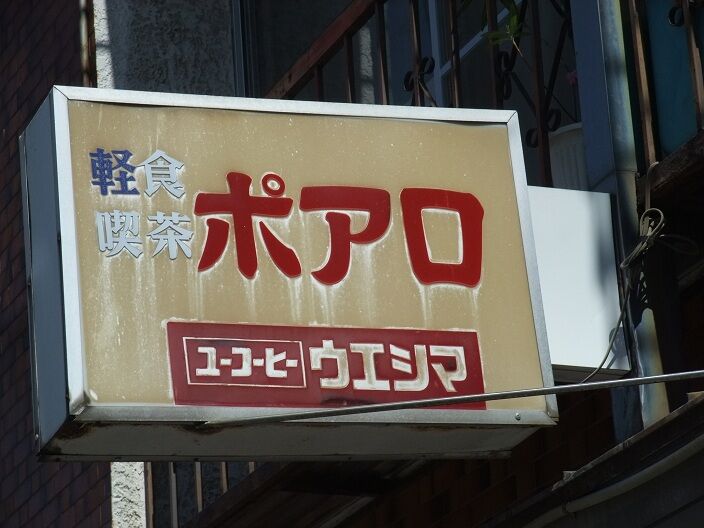 軽食
喫茶
ポアロ
ユーコーヒー ウエシマ